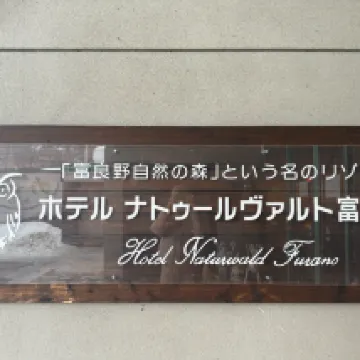 ―「富良野自然の森」という名のリゾ
ホテル ナトゥールヴァルト富
Hotel Naturwald Furano